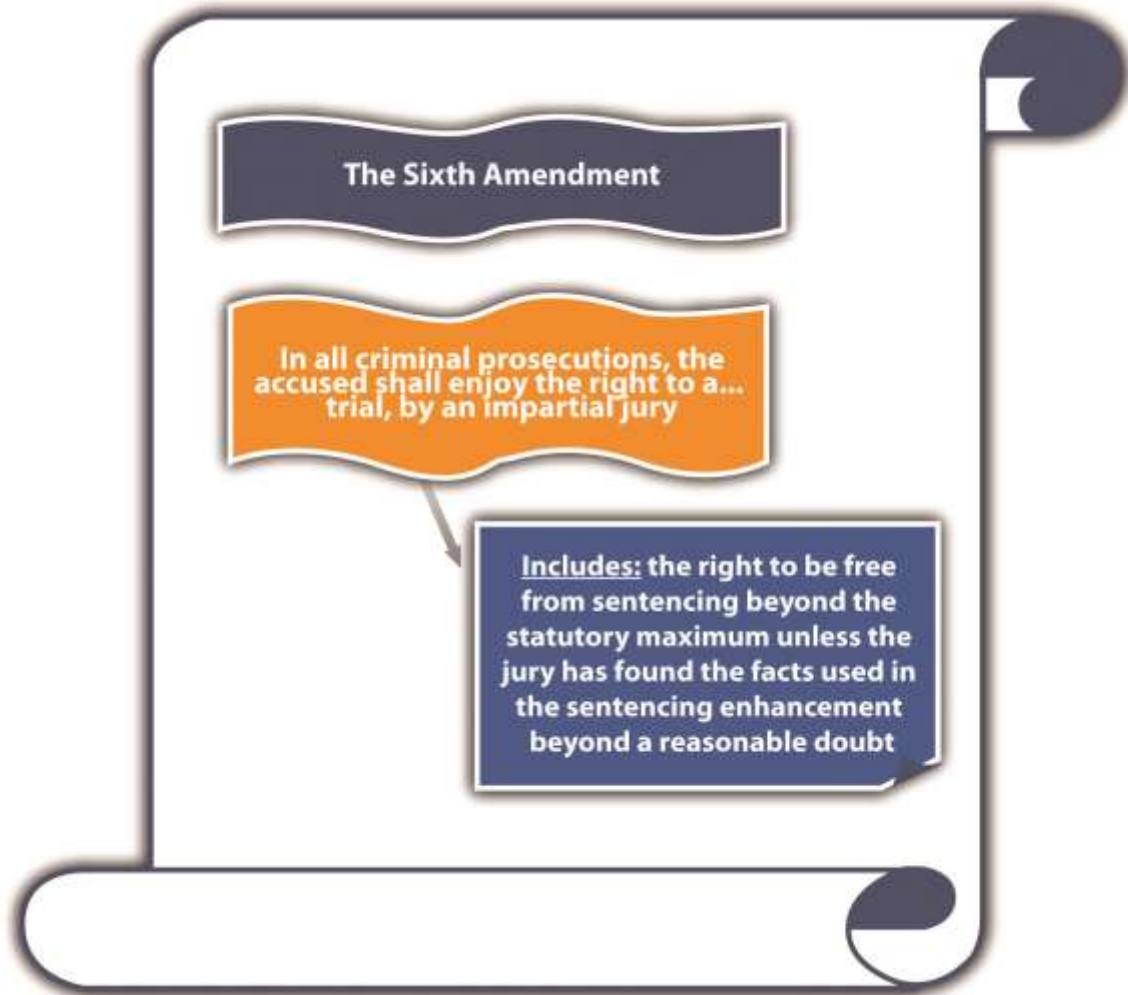 The Sixth Amendment
In all criminal prosecutions, the
accused shall enjoy the right to a...
trial, by an impartial jury
Includes: the right to be free
from sentencing beyond the
statutory maximum unless the
jury has found the facts used in
the sentencing enhancement
beyond a reasonable doubt